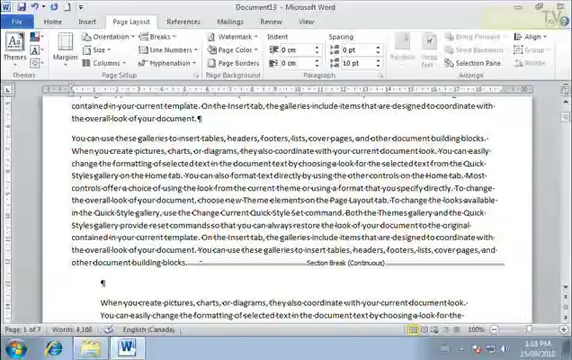 Document13 - Microsoft Word
File Home Insert Page Layout References Mailings Review View
Themes
Themes
Margins
Orientation
Size
Columns
Breaks
Line Numbers
Hyphenation
Page Setup
Watermark
Page Color
Page Borders
Page Background
Indent
0 cm
0 cm
Spacing
0 pt
10 pt
Paragraph
Position
Wrap Text
Bring Forward
Send Backward
Selection Pane
Align
Arrange
contained in your current template. On the Insert tab, the galleries include items that are designed to coordinate with
the overall look of your document. ¶
You can use these galleries to insert tables, headers, footers, lists, cover pages, and other document building blocks.
When you create pictures, charts, or diagrams, they also coordinate with your current document look. You can easily
change the formatting of selected text in the document text by choosing a look for the selected text from the Quick
Styles gallery on the Home tab. You can also format text directly by using the other controls on the Home tab. Most
controls offer a choice of using the look from the current theme or using a format that you specify directly. To change
the overall look of your document, choose new Theme elements on the Page Layout tab. To change the looks available
in the Quick Style gallery, use the Change Current Quick Style Set command. Both the Themes gallery and the Quick
Styles gallery provide reset commands so that you can always restore the look of your document to the original
contained in your current template. On the Insert tab, the galleries include items that are designed to coordinate with
the overall look of your document. You can use these galleries to insert tables, headers, footers, lists, cover pages, and
other document building blocks. Section Break (Continuous)
¶
When you create pictures, charts, or diagrams, they also coordinate with your current document look.
You can easily change the formatting of selected text in the document text by choosing a look for the
Page: 1 of 7 Words: 4,108 English (Canada) 100%
1:18 PM
15/09/2010